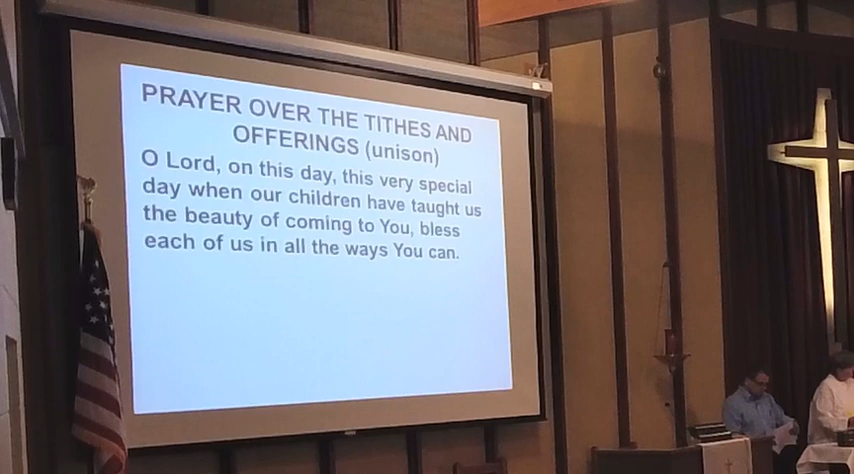 PRAYER OVER THE TITHES AND
OFFERINGS (unison)
O Lord, on this day, this very special
day when our children have taught us
the beauty of coming to You, bless
each of us in all the ways You can.